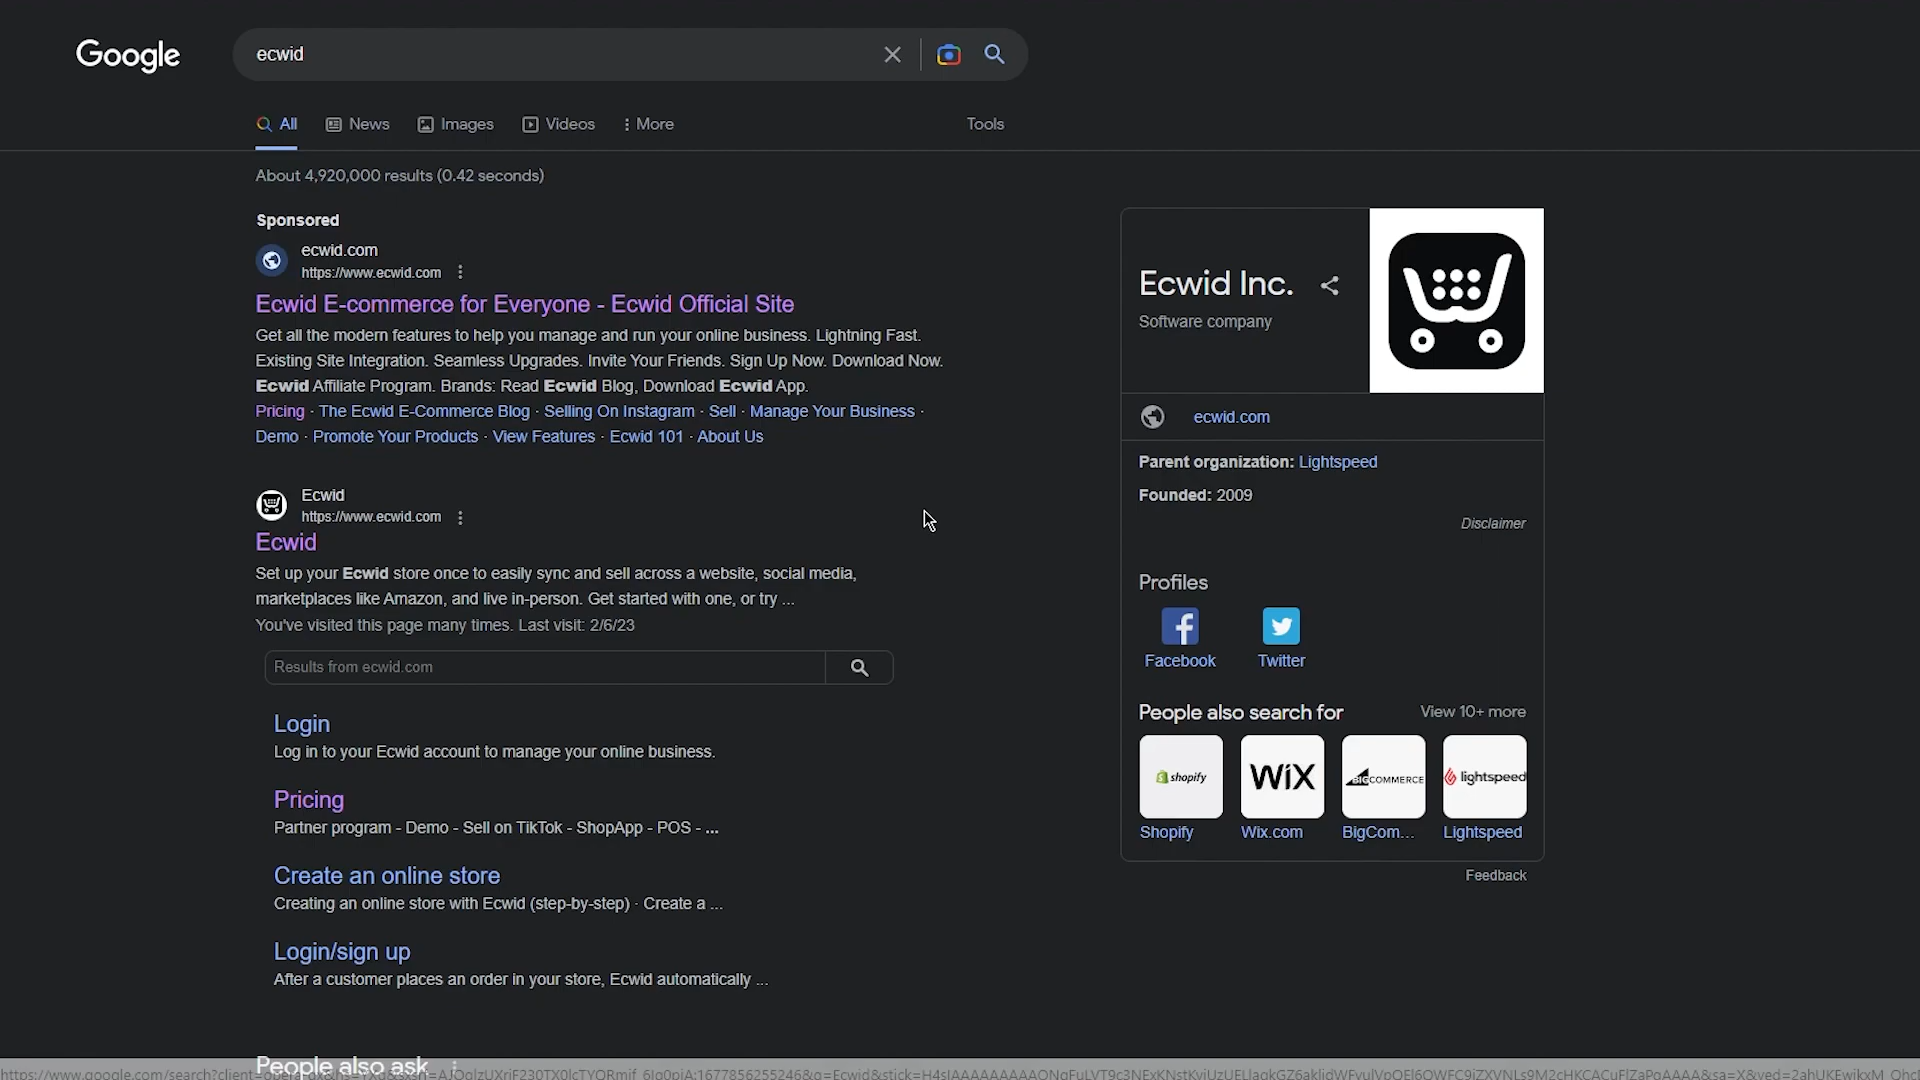 Google
ecwid
All
News
Images
Videos
More
Tools
About 4,920,000 results (0.42 seconds)
Sponsored
ecwid.com
https://www.ecwid.com
Ecwid E-commerce for Everyone - Ecwid Official Site
Get all the modern features to help you manage and run your online business. Lightning Fast.
Existing Site Integration. Seamless Upgrades. Invite Your Friends. Sign Up Now. Download Now.
Ecwid Affiliate Program. Brands: Read Ecwid Blog, Download Ecwid App.
Pricing · The Ecwid E-Commerce Blog · Selling On Instagram · Sell · Manage Your Business ·
Demo · Promote Your Products · View Features · Ecwid 101 · About Us
Ecwid
https://www.ecwid.com
Ecwid
Set up your Ecwid store once to easily sync and sell across a website, social media,
marketplaces like Amazon, and live in-person. Get started with one, or try ...
You've visited this page many times. Last visit: 2/6/23
Results from ecwid.com
Login
Log in to your Ecwid account to manage your online business.
Pricing
Partner program - Demo - Sell on TikTok - ShopApp - POS - ...
Create an online store
Creating an online store with Ecwid (step-by-step) · Create a ...
Login/sign up
After a customer places an order in your store, Ecwid automatically ...
People also ask
Ecwid Inc.
Software company
ecwid.com
Parent organization: Lightspeed
Founded: 2009
Disclaimer
Profiles
Facebook
Twitter
People also search for
View 10+ more
shopify
WiX
BIGCOMMERCE
lightspeed
Shopify
Wix.com
BigCom...
Lightspeed
Feedback